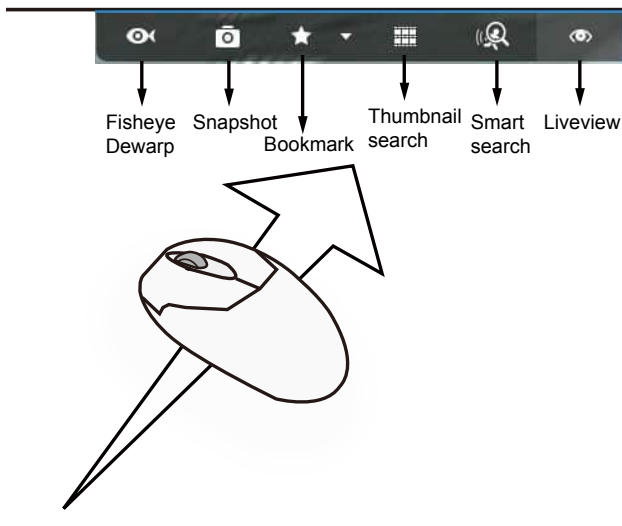 Fisheye
Dewarp
Snapshot
Bookmark
Thumbnail
search
Smart
search
Liveview